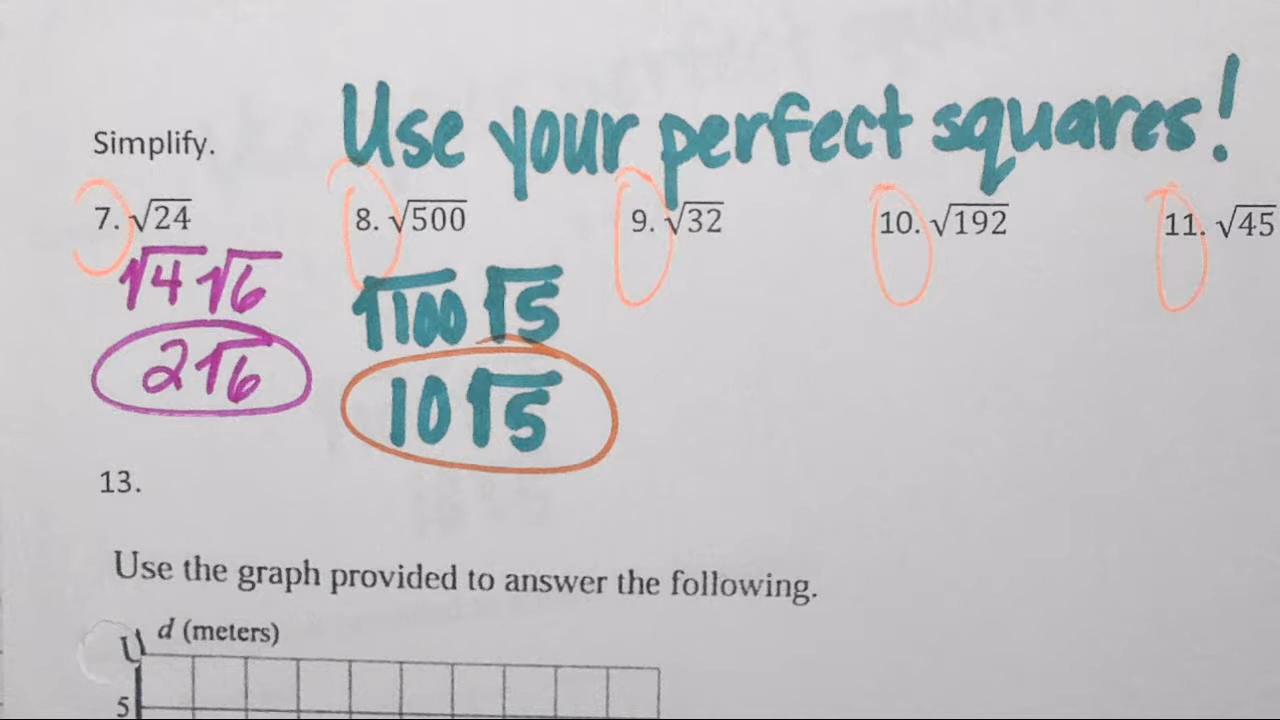 Use your perfect squares!
Simplify.
7. √24 8. √500 9. √32 10. √192 11. √45
√4 √6 √100 √5
2√6 10√5
13.
Use the graph provided to answer the following.
d (meters)
5